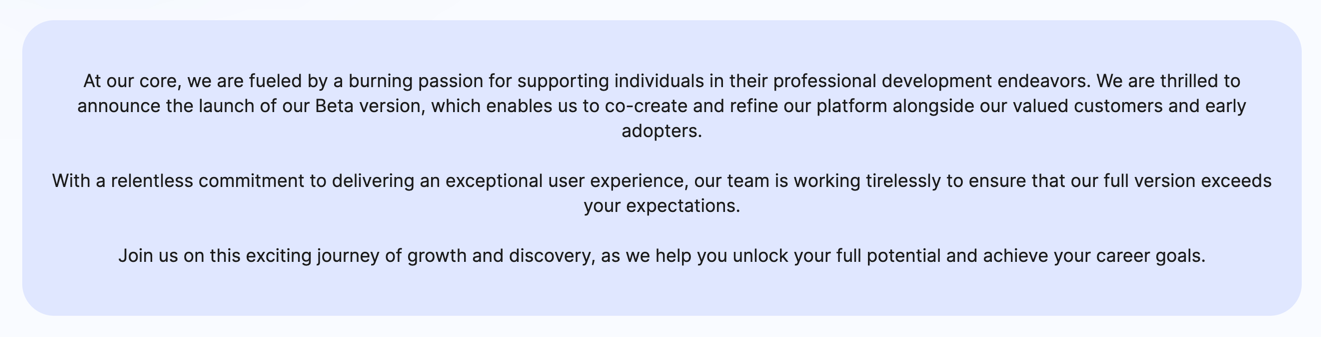 At our core, we are fueled by a burning passion for supporting individuals in their professional development endeavors. We are thrilled to
announce the launch of our Beta version, which enables us to co-create and refine our platform alongside our valued customers and early
adopters.
With a relentless commitment to delivering an exceptional user experience, our team is working tirelessly to ensure that our full version exceeds
your expectations.
Join us on this exciting journey of growth and discovery, as we help you unlock your full potential and achieve your career goals.